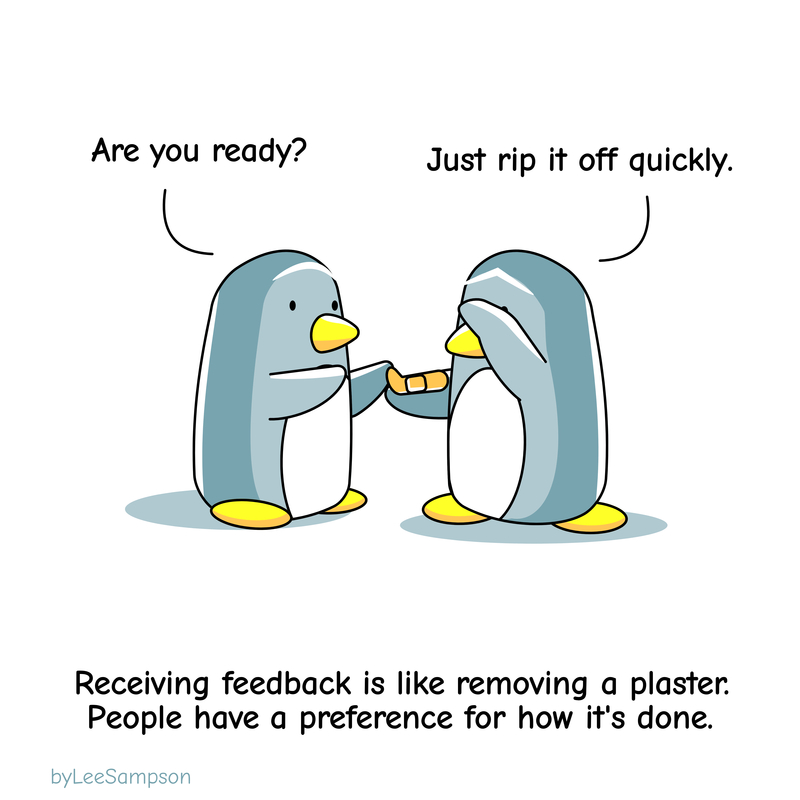 Are you ready?
Just rip it off quickly.
Receiving feedback is like removing a plaster.
People have a preference for how it's done.
byLeeSampson